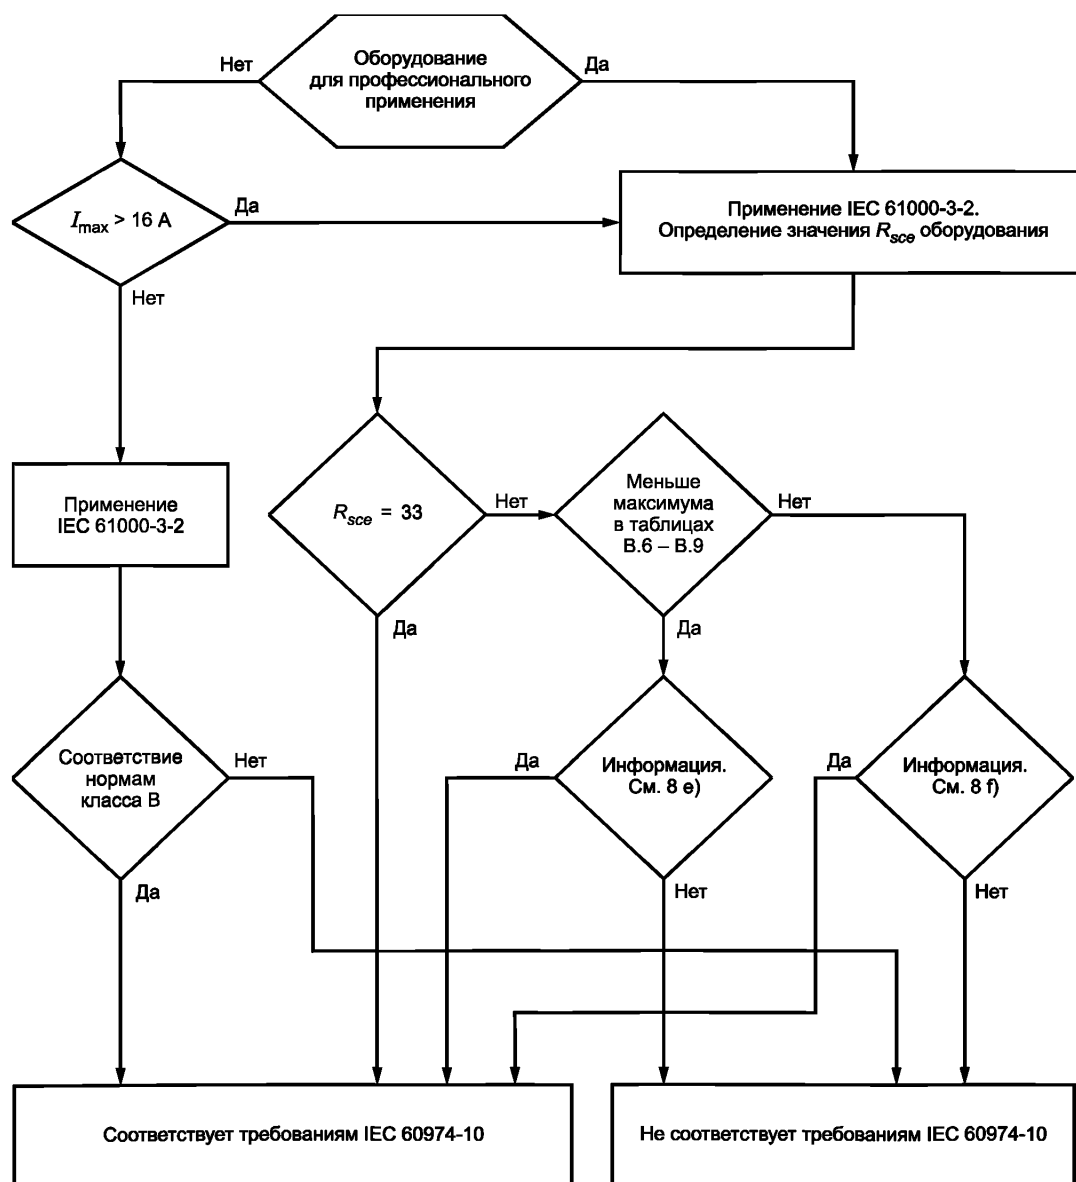 Оборудование
для профессионального
применения
Нет
Да
I max > 16 А
Да
Применение IEC 61000-3-2.
Определение значения R sce оборудования
Нет
Применение
IEC 61000-3-2
R sce = 33
Нет
Меньше
максимума
в таблицах
В.6 – В.9
Нет
Да
Да
Соответствие
нормам
класса В
Нет
Да
Информация.
См. 8 е)
Да
Информация.
См. 8 f)
Да
Нет
Нет
Соответствует требованиям IEC 60974-10
Не соответствует требованиям IEC 60974-10